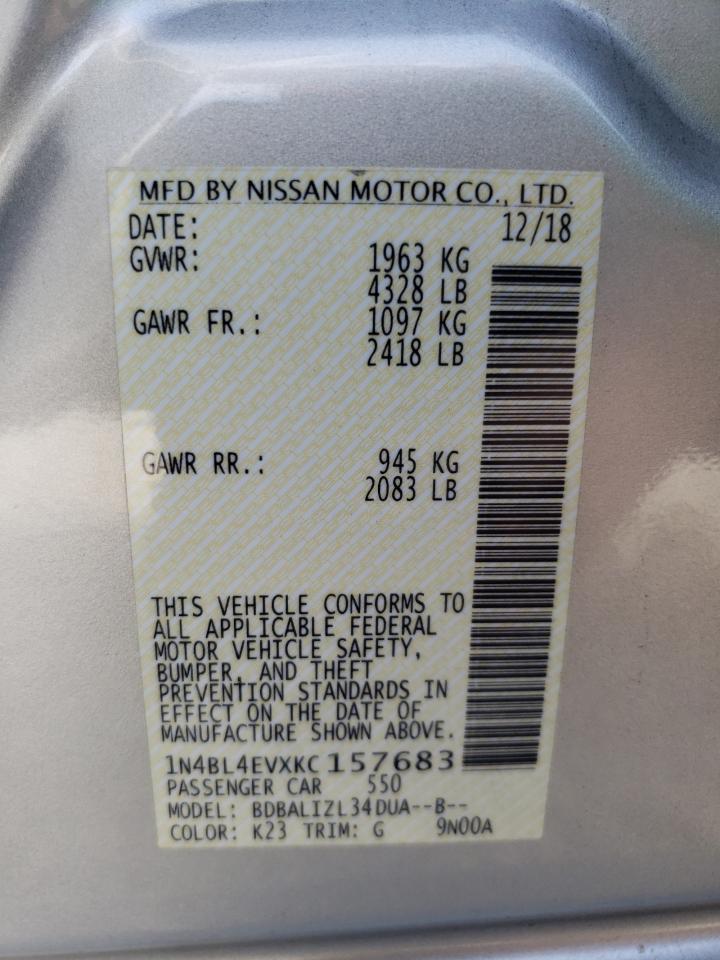 MFD BY NISSAN MOTOR CO., LTD.
DATE: 12/18
GVWR: 1963 KG
4328 LB
GAWR FR.: 1097 KG
2418 LB
GAWR RR.: 945 KG
2083 LB
THIS VEHICLE CONFORMS TO
ALL APPLICABLE FEDERAL
MOTOR VEHICLE SAFETY,
BUMPER, AND THEFT
PREVENTION STANDARDS IN
EFFECT ON THE DATE OF
MANUFACTURE SHOWN ABOVE.
1N4BL4EVXKC157683
PASSENGER CAR 550
MODEL: BDBALIZL34DUA--B--
COLOR: K23 TRIM: G 9N00A